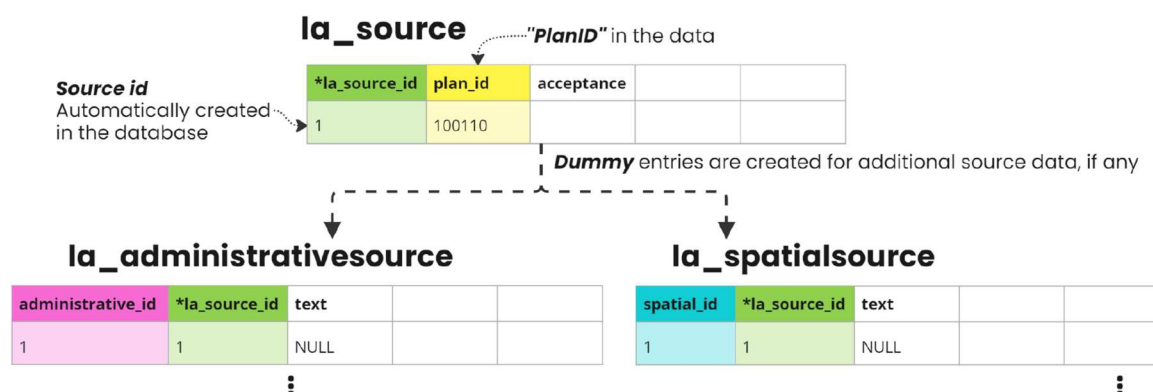 la_source
"PlanID" in the data
Source id
Automatically created
in the database
*la_source_id plan_id acceptance
1 100110
Dummy entries are created for additional source data, if any
la_administrativesource
administrative_id *la_source_id text
1 1 NULL
la_spatialsource
spatial_id *la_source_id text
1 1 NULL